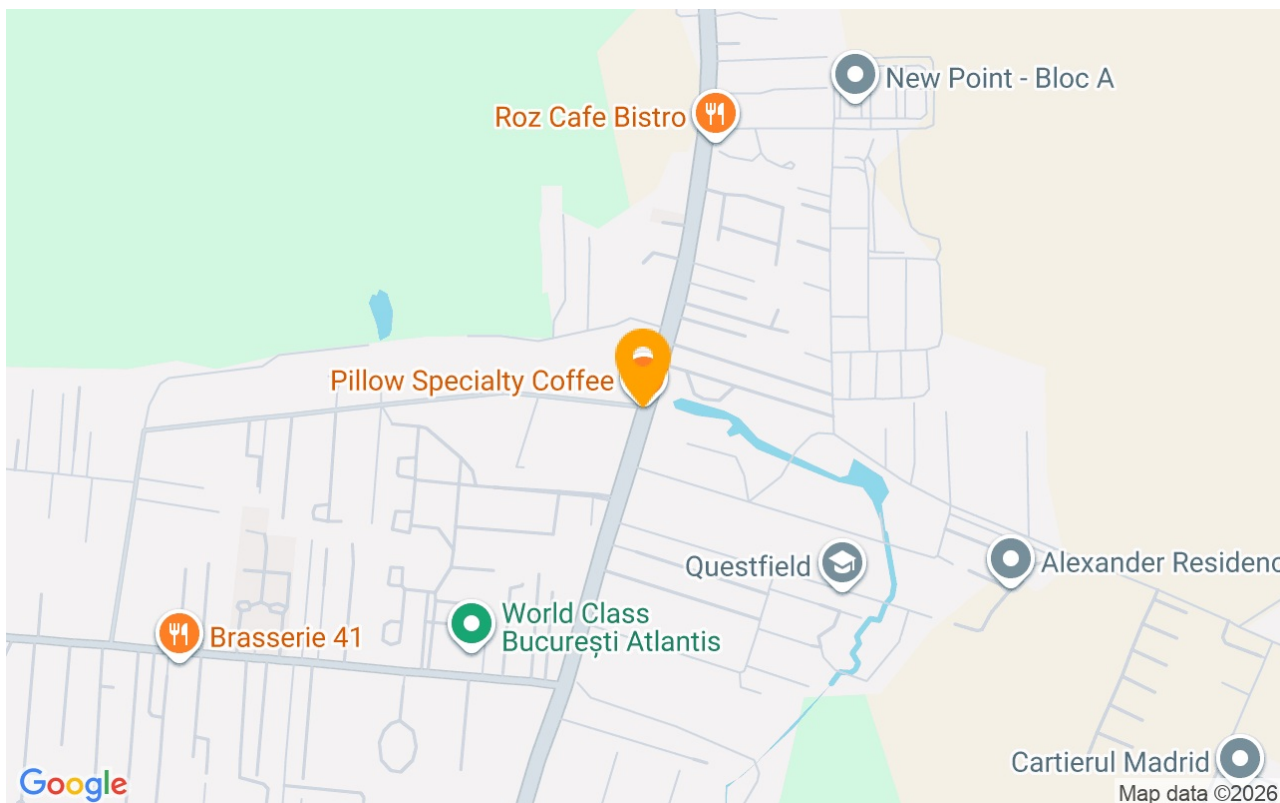 New Point - Bloc A
Roz Cafe Bistro
Pillow Specialty Coffee
Questfield
Alexander Residenc
World Class
București Atlantis
Brasserie 41
Cartierul Madrid
Google
Map data ©2026